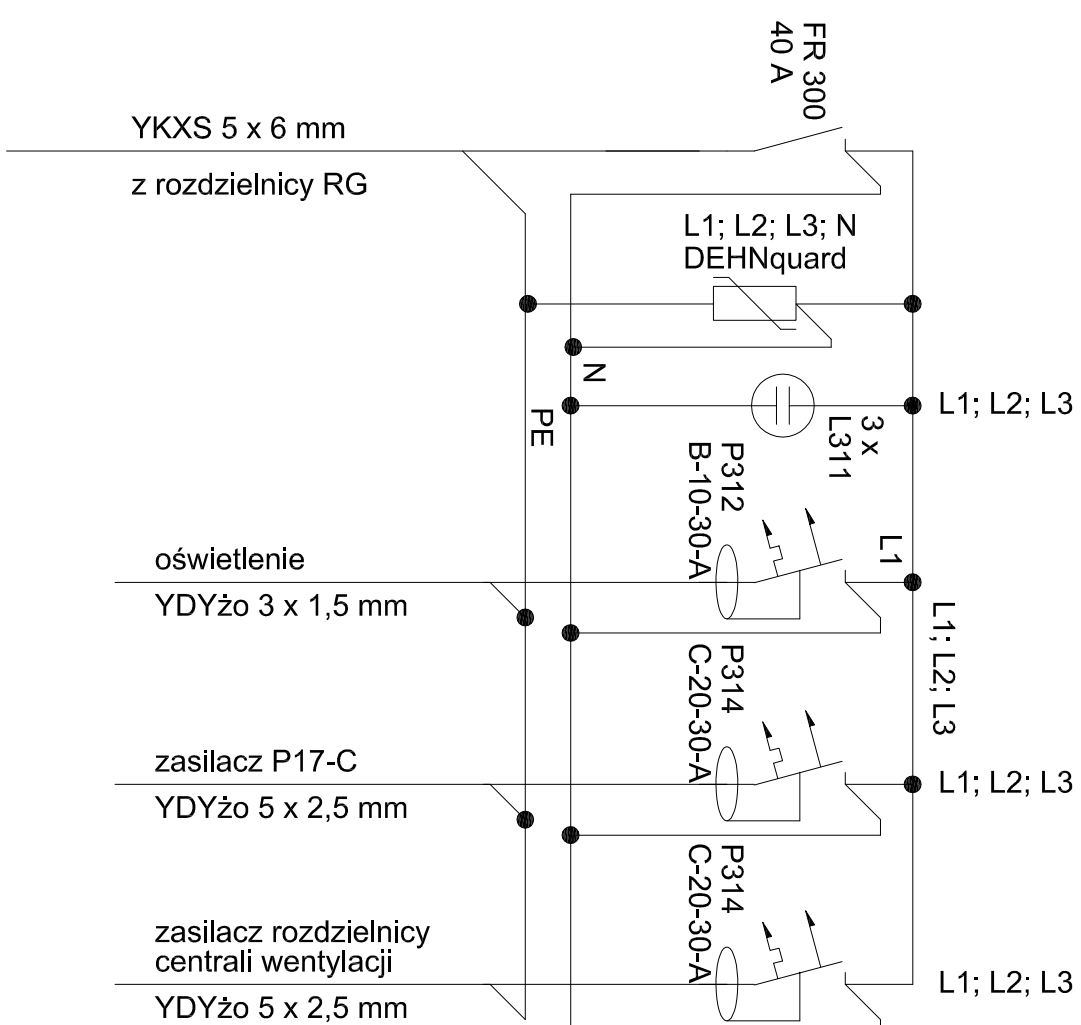 FR 300
40 A
YKXS 5 x 6 mm
z rozdzielnicy RG
L1; L2; L3; N
DEHNquard
N
PE
L1; L2; L3
3 x
L311
P312
B-10-30-A
L1
oświetlenie
YDYżo 3 x 1,5 mm
L1; L2; L3
P314
C-20-30-A
zasilacz P17-C
YDYżo 5 x 2,5 mm
L1; L2; L3
P314
C-20-30-A
zasilacz rozdzielnicy
centrali wentylacji
YDYżo 5 x 2,5 mm
L1; L2; L3